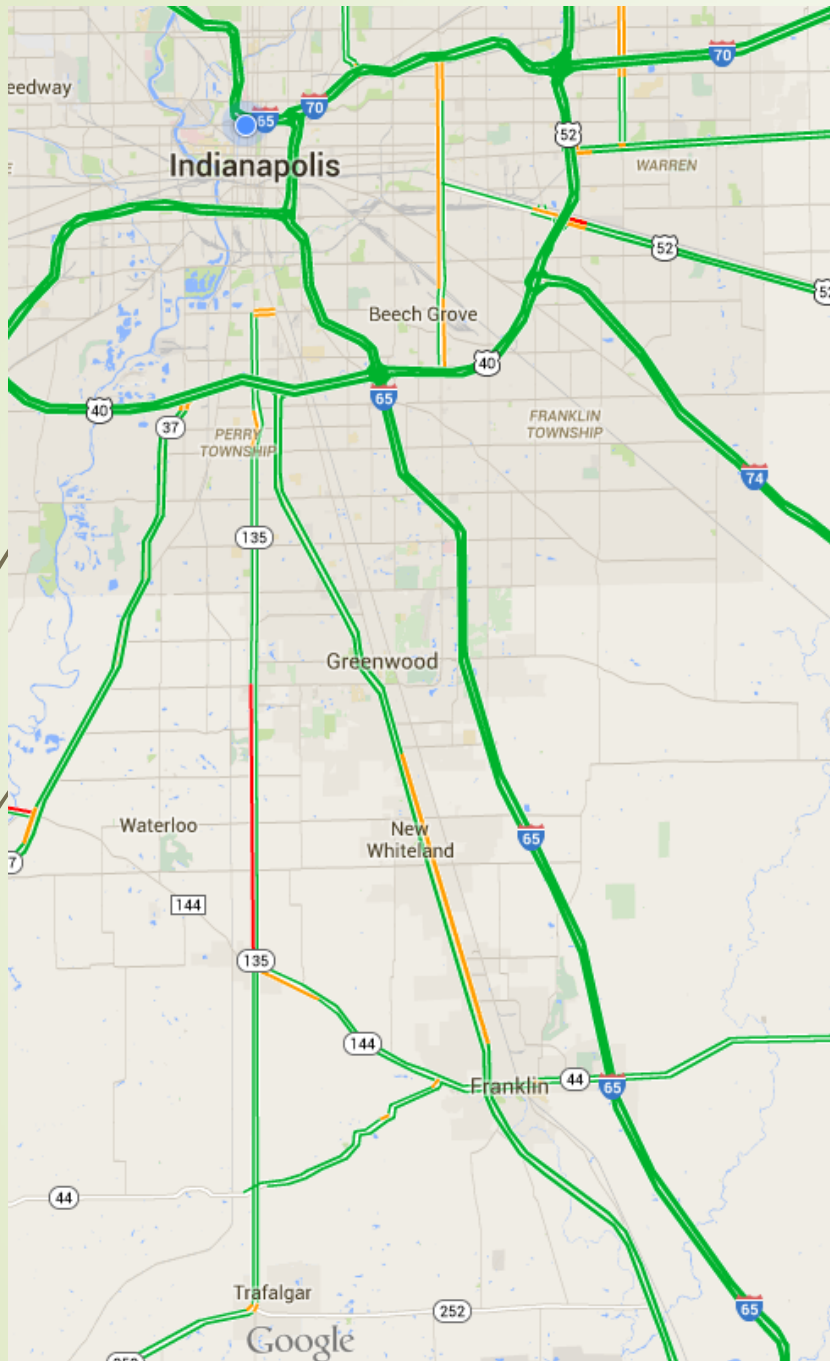 70
eedway
65
70
52
Indianapolis
WARREN
52
52
Beech Grove
40
65
40
FRANKLIN
TOWNSHIP
37
PERRY
TOWNSHIP
74
135
Greenwood
65
Waterloo
New
Whiteland
7
144
135
144
44
Franklin
65
44
Trafalgar
252
65
Google